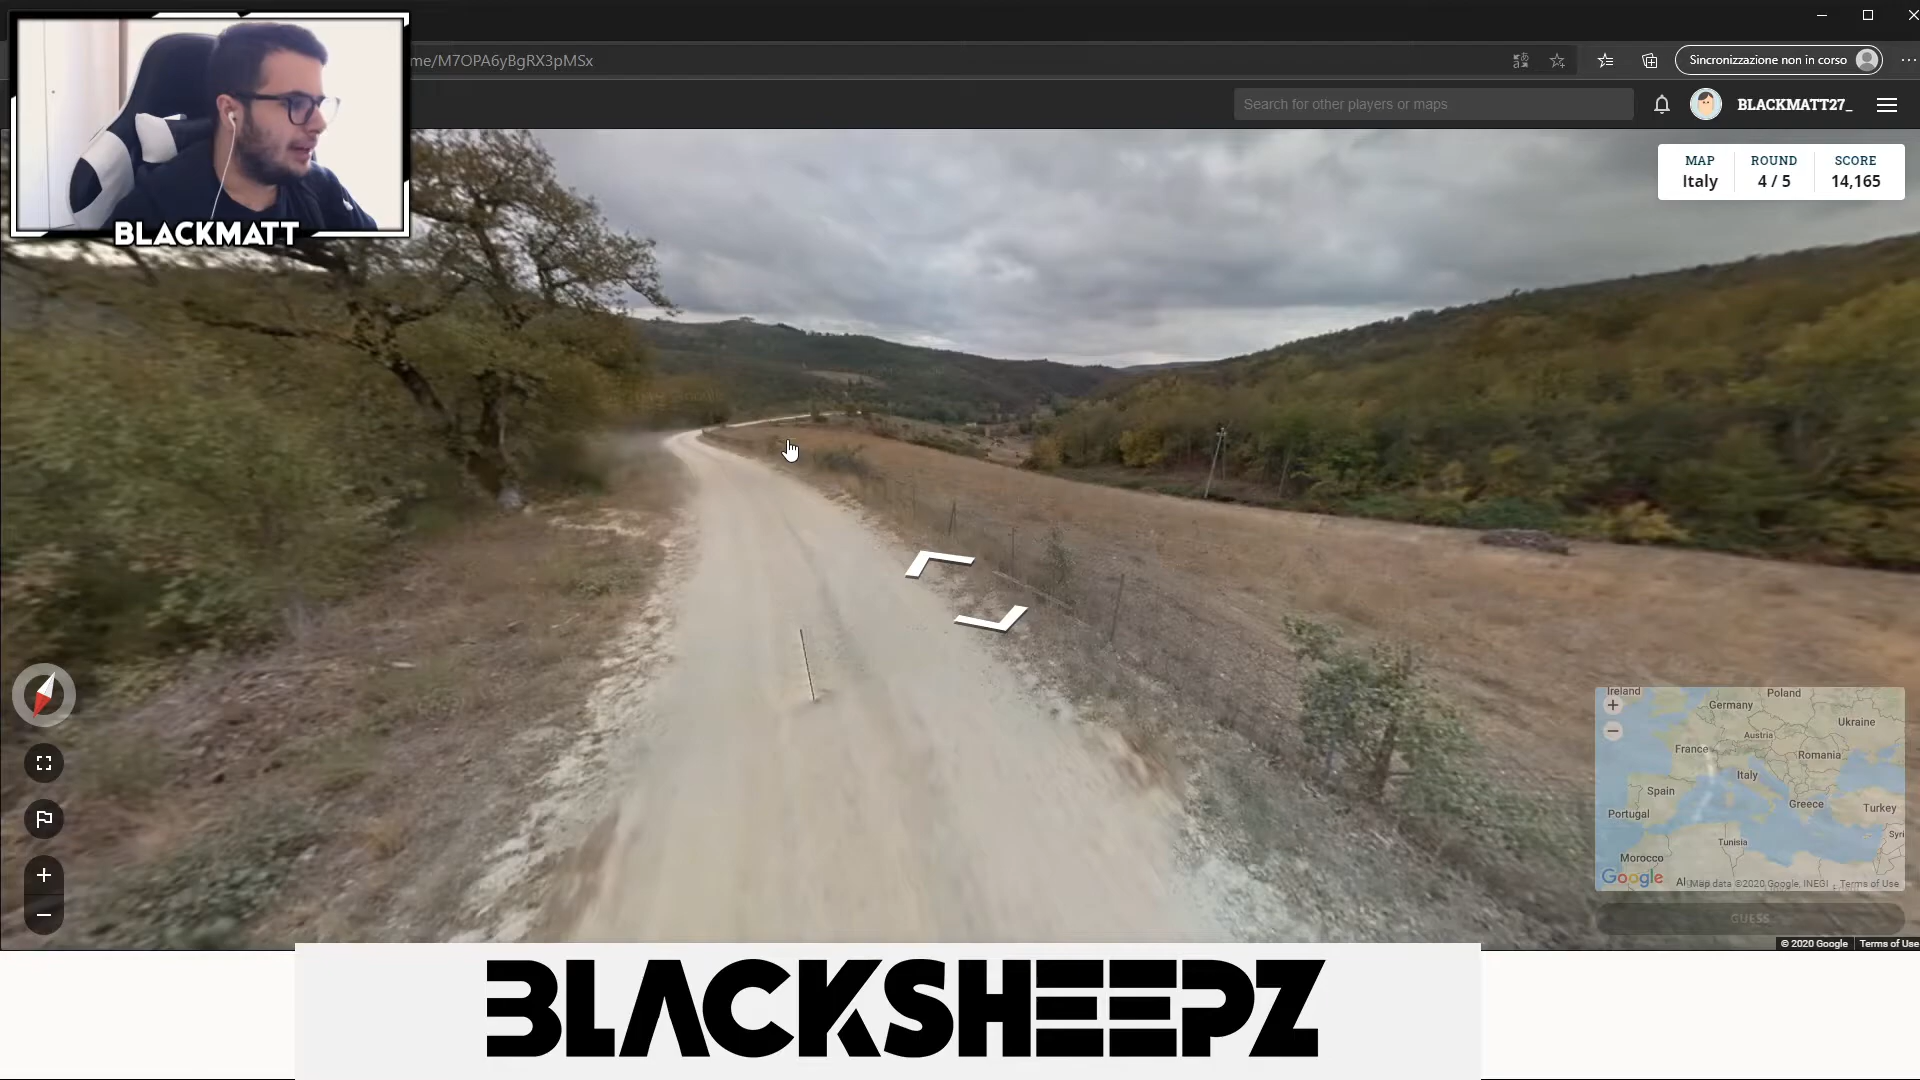 me/M7OPA6yBgRX3pMSx
Sincronizzazione non in corso
Search for other players or maps
BLACKMATT27_
MAP
Italy
ROUND
4 / 5
SCORE
14,165
BLACKMATT
Ireland
Poland
Germany
Ukraine
Austria
France
Romania
Italy
Spain
Portugal
Greece
Turkey
Syri
Tunisia
Morocco
Google
Al
Map data ©2020 Google, INEGI
Terms of Use
GUESS
© 2020 Google
Terms of Use
BLACKSHEEPZ